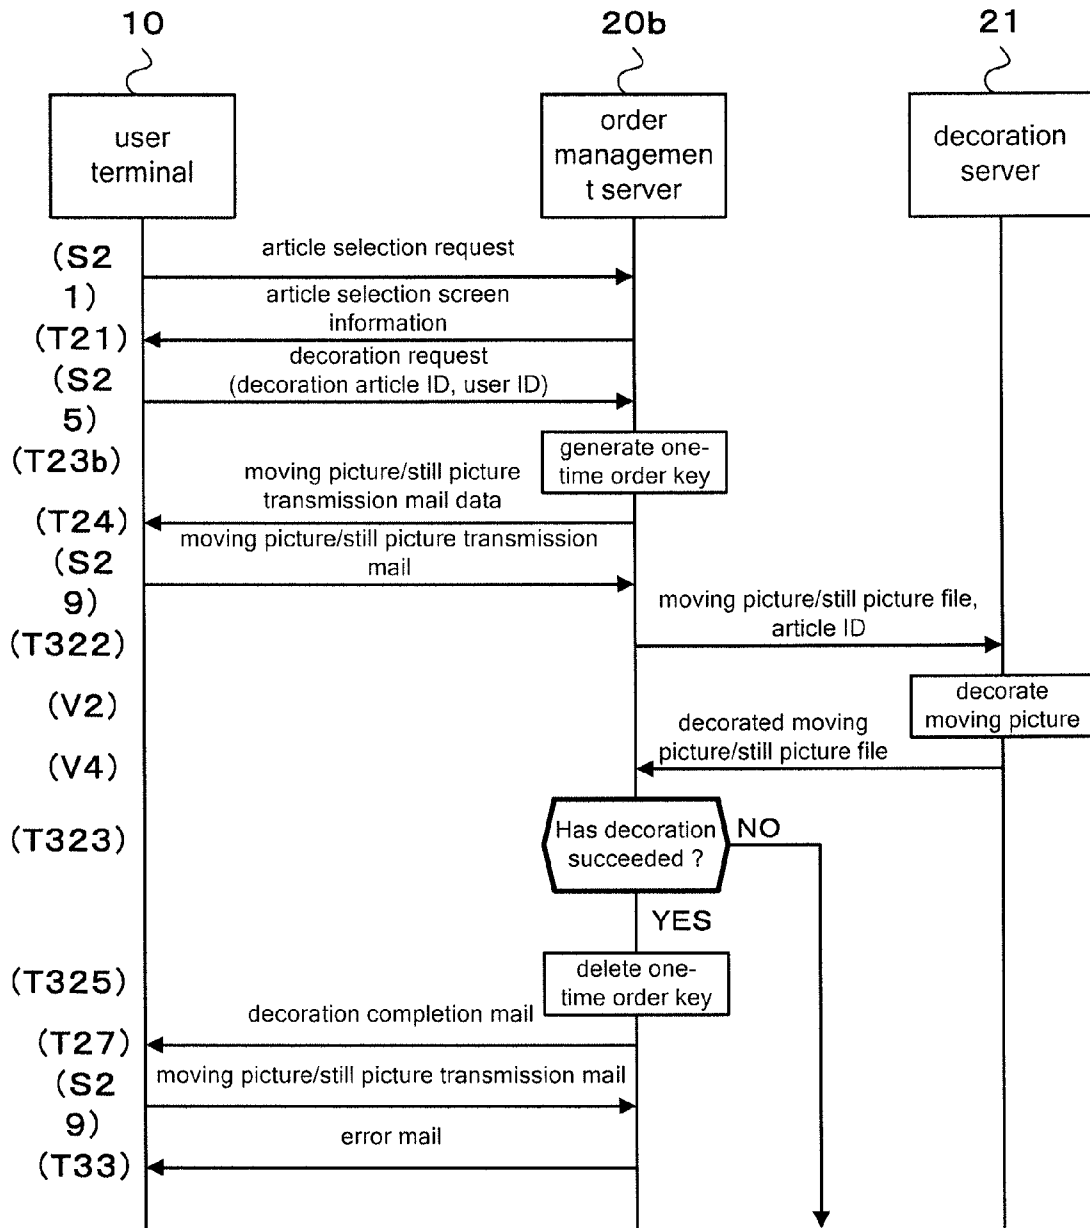 10
20b
21
user
terminal
order
managemen
t server
decoration
server
(S2
1)
article selection request
article selection screen
information
(T21)
decoration request
(decoration article ID, user ID)
(S2
5)
(T23b)
generate one-
time order key
moving picture/still picture
transmission mail data
(T24)
moving picture/still picture transmission
mail
(S2
9)
moving picture/still picture file,
article ID
(T322)
(V2)
decorate
moving picture
decorated moving
picture/still picture file
(V4)
(T323)
Has decoration
succeeded ?
NO
YES
(T325)
delete one-
time order key
decoration completion mail
(T27)
moving picture/still picture transmission mail
(S2
9)
error mail
(T33)